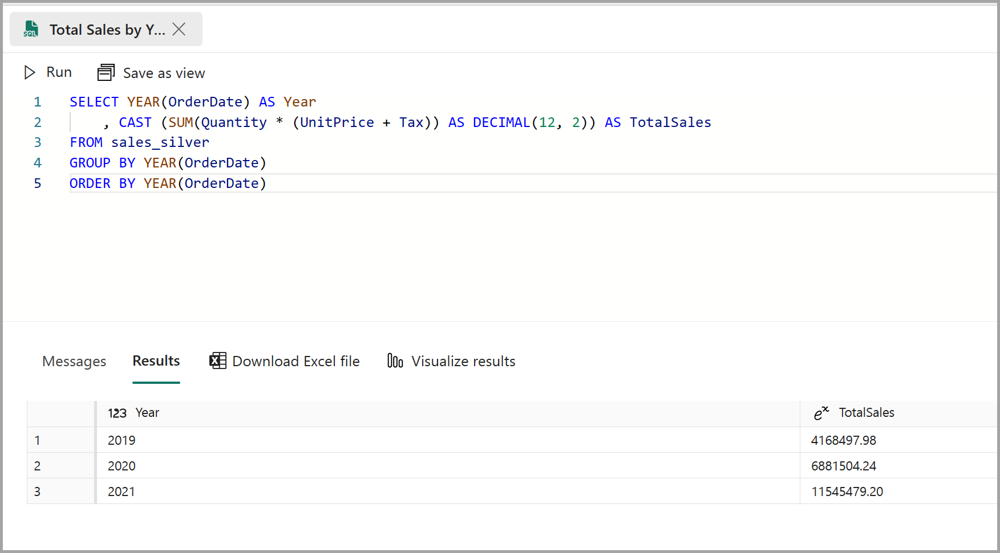 SQL Total Sales by Y...
Run Save as view
1 SELECT YEAR(OrderDate) AS Year
2 , CAST (SUM(Quantity * (UnitPrice + Tax)) AS DECIMAL(12, 2)) AS TotalSales
3 FROM sales_silver
4 GROUP BY YEAR(OrderDate)
5 ORDER BY YEAR(OrderDate)
Messages Results Download Excel file Visualize results
123 Year eˣ TotalSales
1 2019 4168497.98
2 2020 6881504.24
3 2021 11545479.20